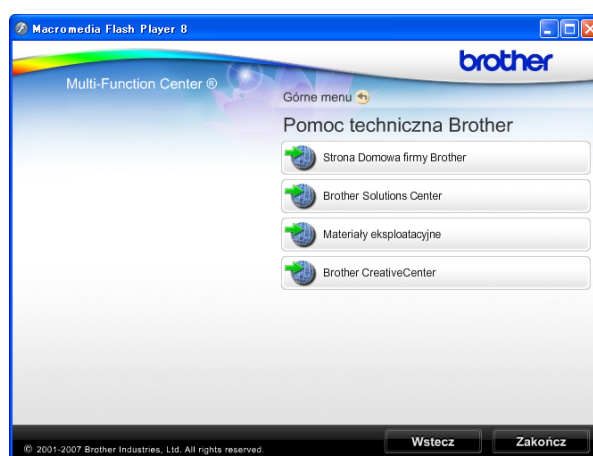 Macromedia Flash Player 8
brother
Multi-Function Center ®
Górne menu
Pomoc techniczna Brother
Strona Domowa firmy Brother
Brother Solutions Center
Materiały eksploatacyjne
Brother CreativeCenter
Wstecz
Zakończ
© 2001-2007 Brother Industries, Ltd. All rights reserved.